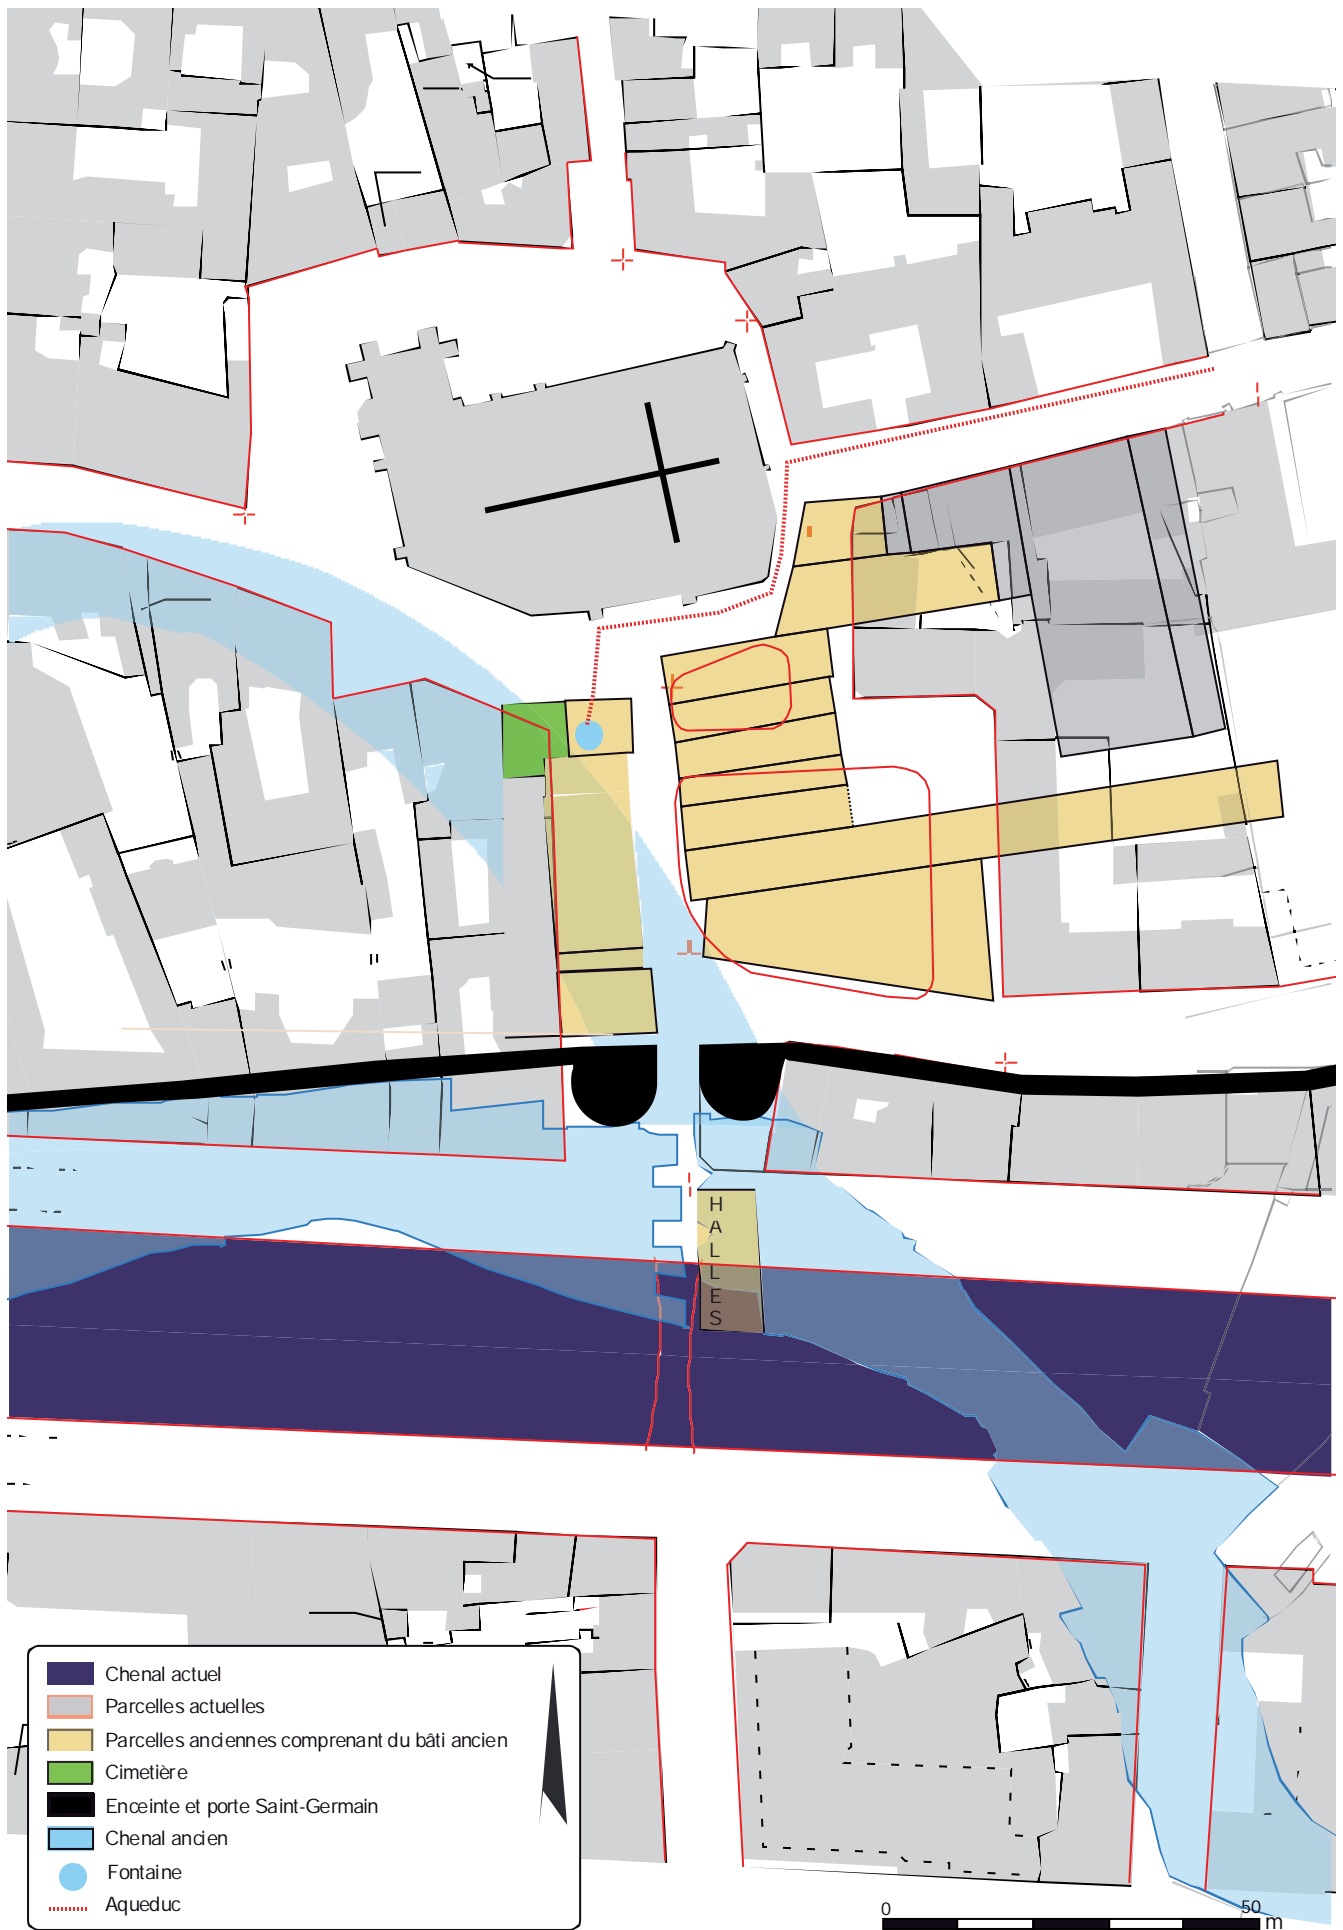 H
A
L
L
E
S
Chenal actuel
Parcelles actuelles
Parcelles anciennes comprenant du bâti ancien
Cimetière
Enceinte et porte Saint-Germain
Chenal ancien
Fontaine
Aqueduc
0 50
m